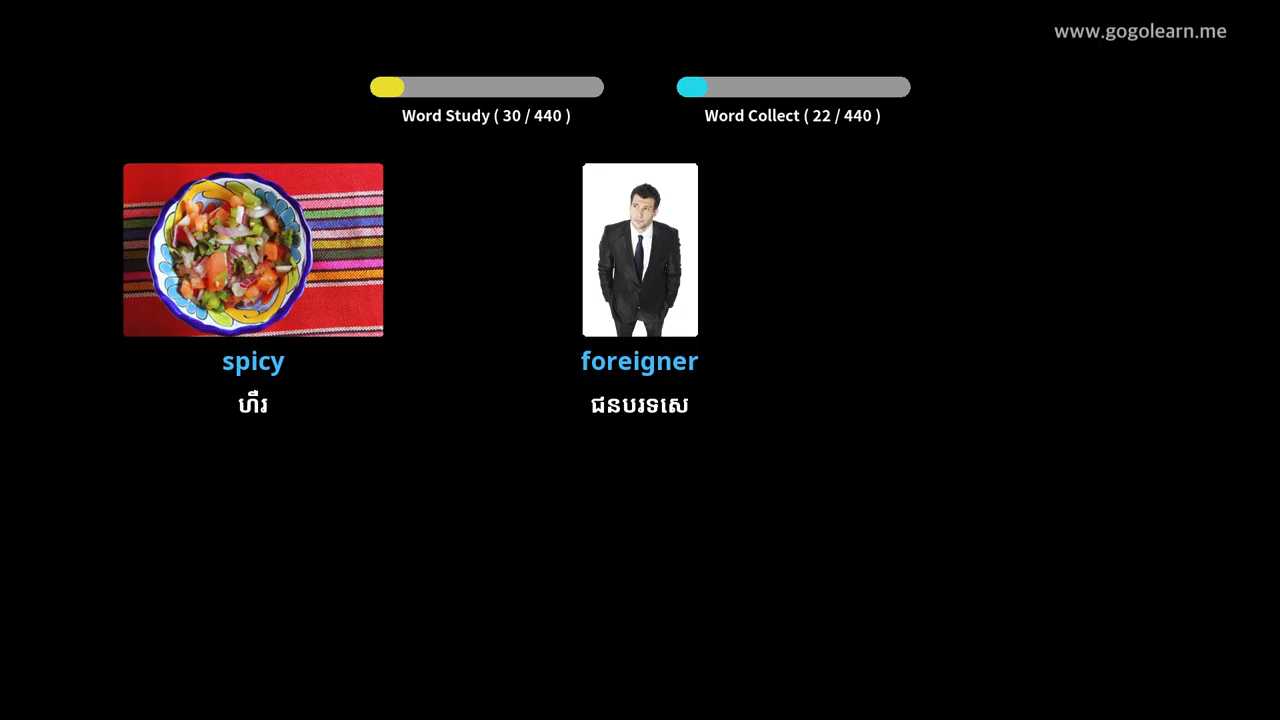 www.gogolearn.me
Word Study ( 30 / 440 )
Word Collect ( 22 / 440 )
spicy
foreigner
ហឺរ
ជនបរទសេ